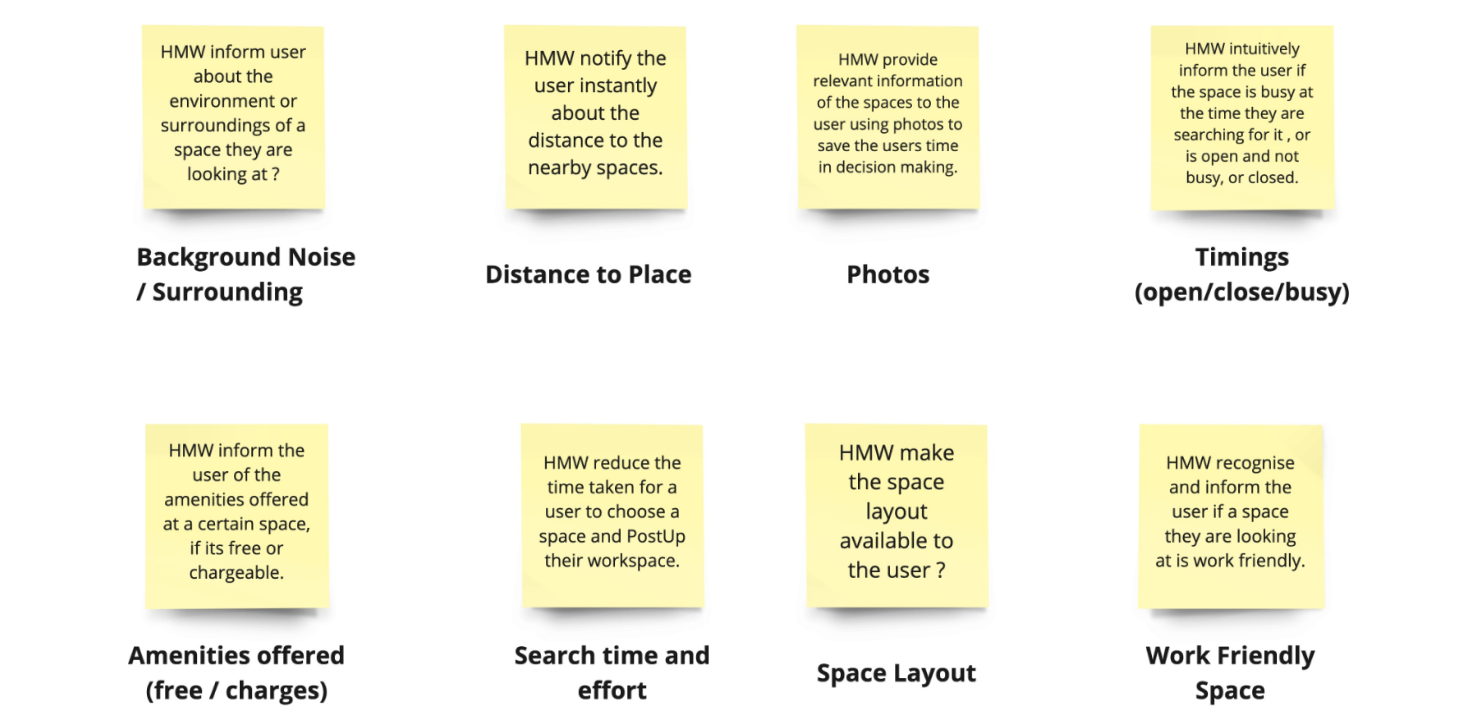 HMW inform user
about the
environment or
surroundings of a
space they are
looking at ?
Background Noise
/ Surrounding
HMW notify the
user instantly
about the
distance to the
nearby spaces.
Distance to Place
HMW provide
relevant information
of the spaces to the
user using photos to
save the users time
in decision making.
Photos
HMW intuitively
inform the user if
the space is busy at
the time they are
searching for it , or
is open and not
busy, or closed.
Timings
(open/close/busy)
HMW inform the
user of the
amenities offered
at a certain space,
if its free or
chargeable.
Amenities offered
(free / charges)
HMW reduce the
time taken for a
user to choose a
space and PostUp
their workspace.
Search time and
effort
HMW make
the space
layout
available to
the user ?
Space Layout
HMW recognise
and inform the
user if a space
they are looking
at is work friendly.
Work Friendly
Space